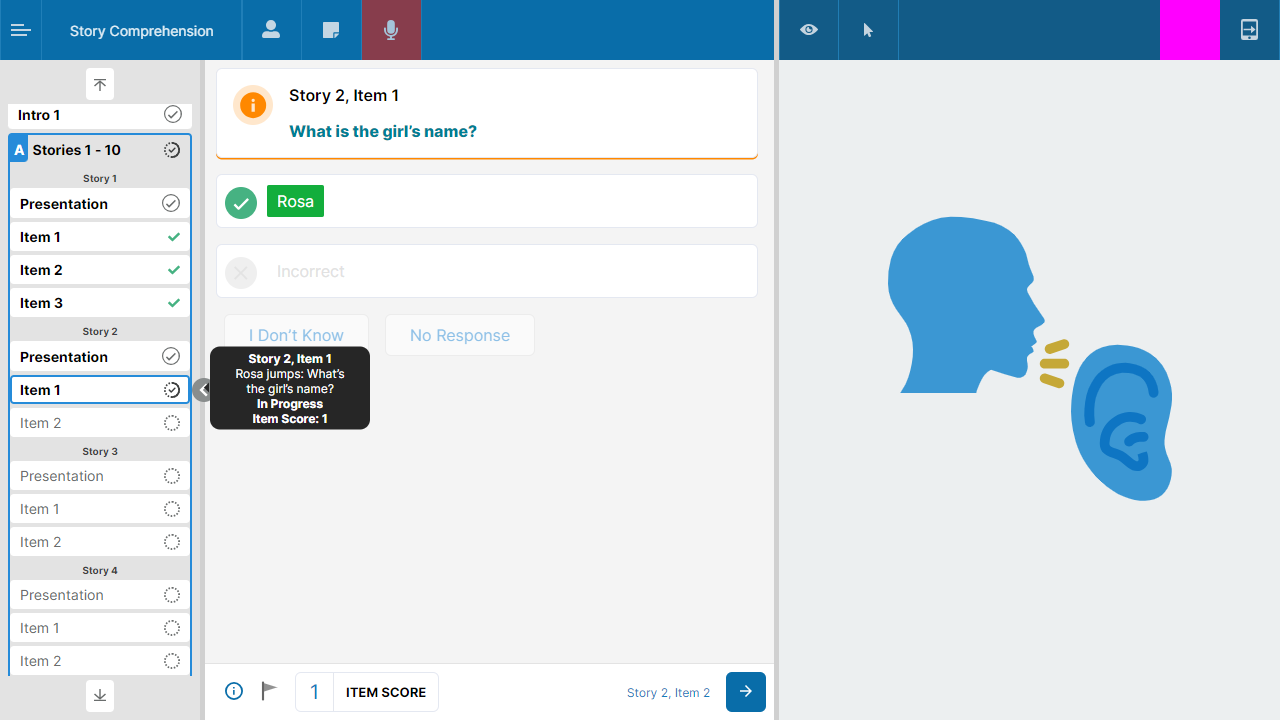 Story Comprehension
Intro 1
A Stories 1 - 10
Story 1
Presentation
Item 1
Item 2
Item 3
Story 2
Presentation
Item 1
Item 2
Story 3
Presentation
Item 1
Item 2
Story 4
Presentation
Item 1
Item 2
Story 2, Item 1
What is the girl’s name?
Rosa
Incorrect
I Don’t Know
No Response
Story 2, Item 1
Rosa jumps: What’s
the girl’s name?
In Progress
Item Score: 1
1 ITEM SCORE
Story 2, Item 2